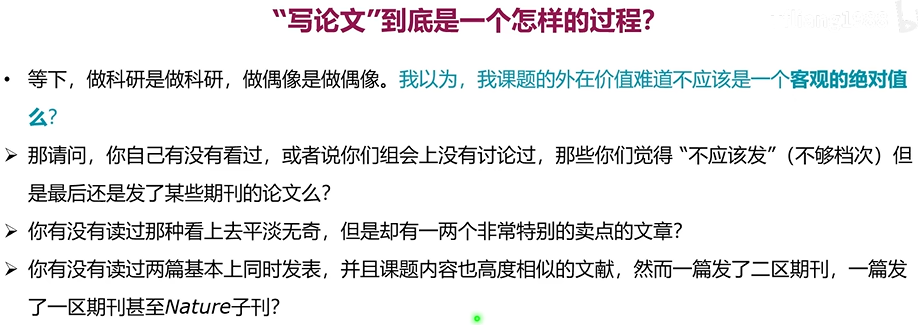 “写论文”到底是一个怎样的过程？
• 等下，做科研是做科研，做偶像是做偶像。我以为，我课题的外在价值难道不应该是一个客观的绝对值
么？
➢ 那请问，你自己有没有看过，或者说你们组会上没有讨论过，那些你们觉得 “不应该发”（不够档次）但
是最后还是发了某些期刊的论文么？
➢ 你有没有读过那种看上去平淡无奇，但是却有一两个非常特别的卖点的文章？
➢ 你有没有读过两篇基本上同时发表，并且课题内容也高度相似的文献，然而一篇发了二区期刊，一篇发
了一区期刊甚至Nature子刊？